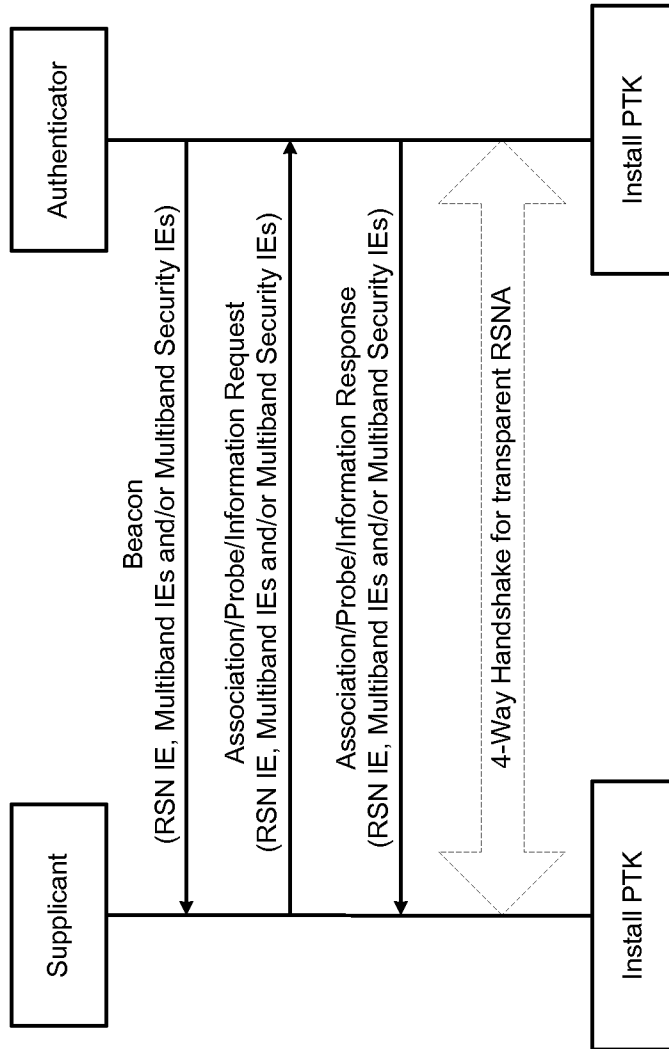 Supplicant
Authenticator
Beacon
(RSN IE, Multiband IEs and/or Multiband Security IEs)
Association/Probe/Information Request
(RSN IE, Multiband IEs and/or Multiband Security IEs)
Association/Probe/Information Response
(RSN IE, Multiband IEs and/or Multiband Security IEs)
4-Way Handshake for transparent RSNA
Install PTK
Install PTK